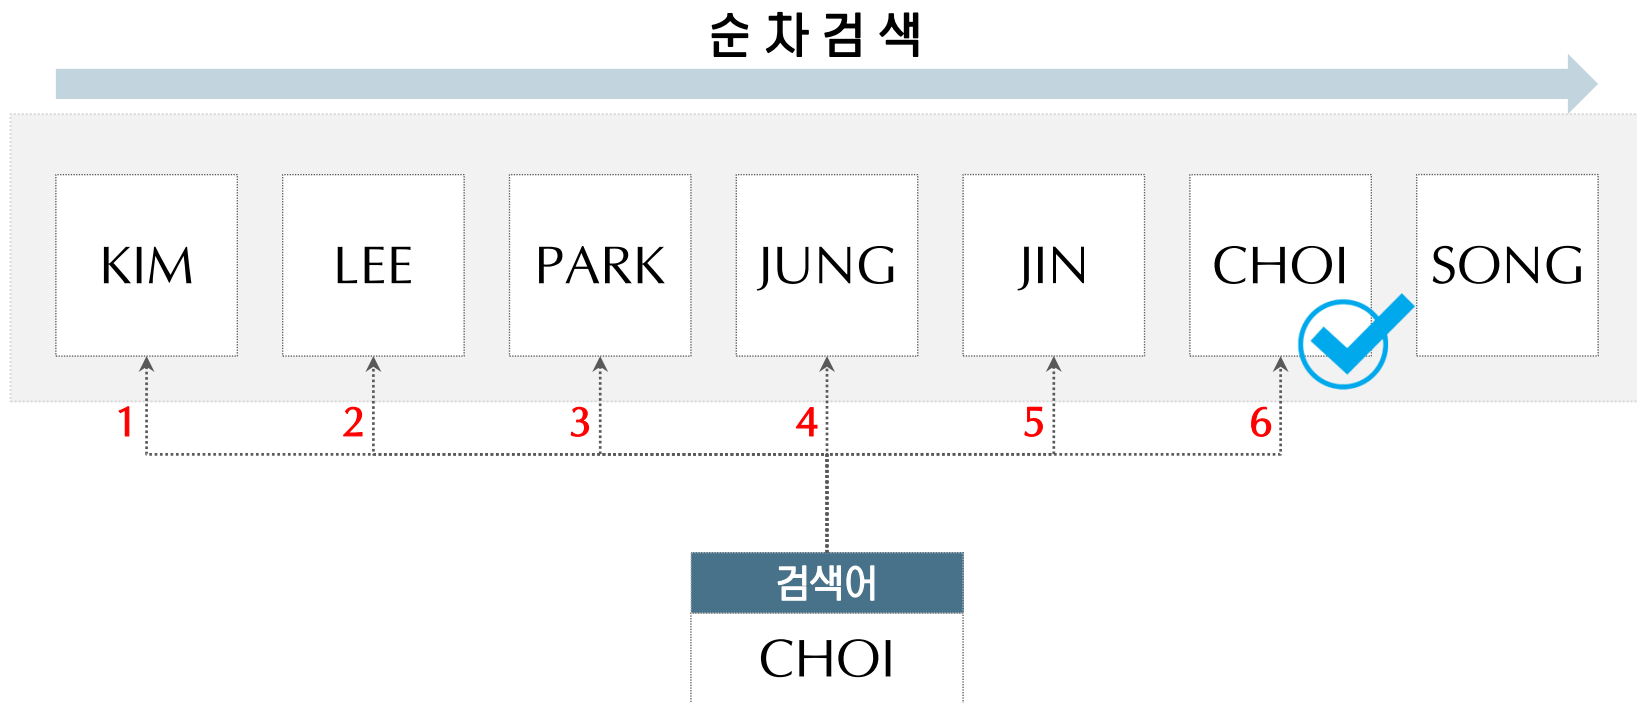 순차검색
KIM LEE PARK JUNG JIN CHOI SONG
1 2 3 4 5 6
검색어
CHOI